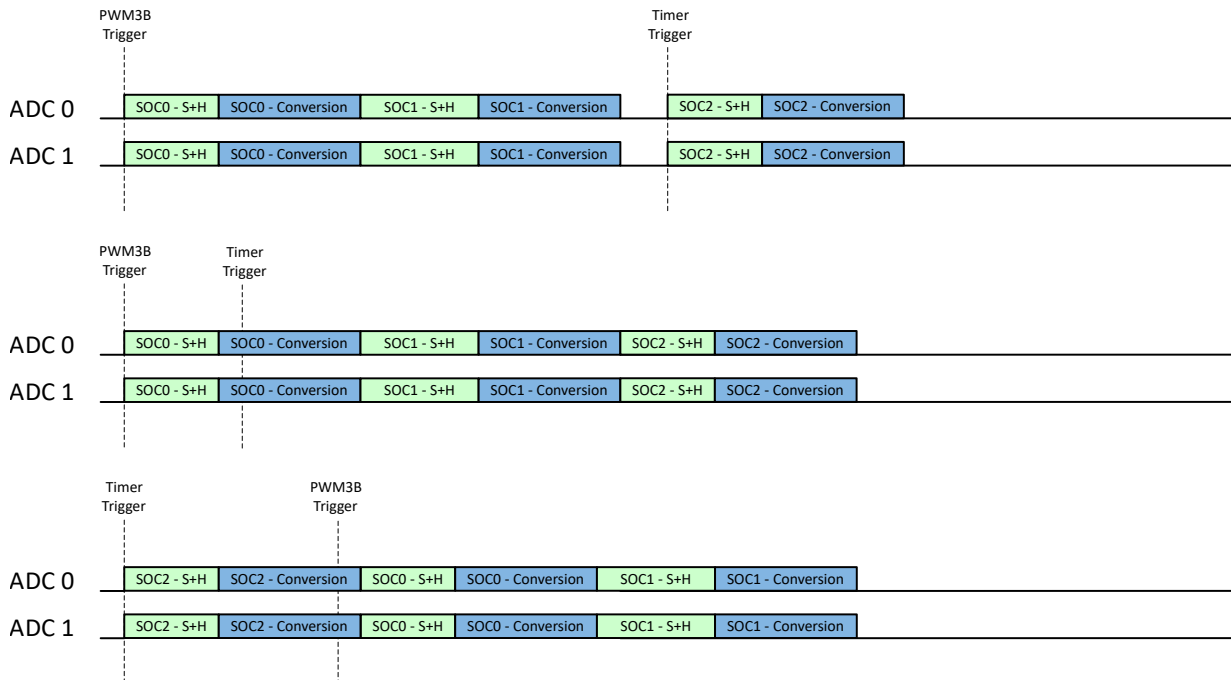 PWM3B Timer
Trigger Trigger
ADC 0 SOC0 - S+H SOC0 - Conversion SOC1 - S+H SOC1 - Conversion SOC2 - S+H SOC2 - Conversion
ADC 1 SOC0 - S+H SOC0 - Conversion SOC1 - S+H SOC1 - Conversion SOC2 - S+H SOC2 - Conversion
PWM3B Timer
Trigger Trigger
ADC 0 SOC0 - S+H SOC0 - Conversion SOC1 - S+H SOC1 - Conversion SOC2 - S+H SOC2 - Conversion
ADC 1 SOC0 - S+H SOC0 - Conversion SOC1 - S+H SOC1 - Conversion SOC2 - S+H SOC2 - Conversion
Timer PWM3B
Trigger Trigger
ADC 0 SOC2 - S+H SOC2 - Conversion SOC0 - S+H SOC0 - Conversion SOC1 - S+H SOC1 - Conversion
ADC 1 SOC2 - S+H SOC2 - Conversion SOC0 - S+H SOC0 - Conversion SOC1 - S+H SOC1 - Conversion